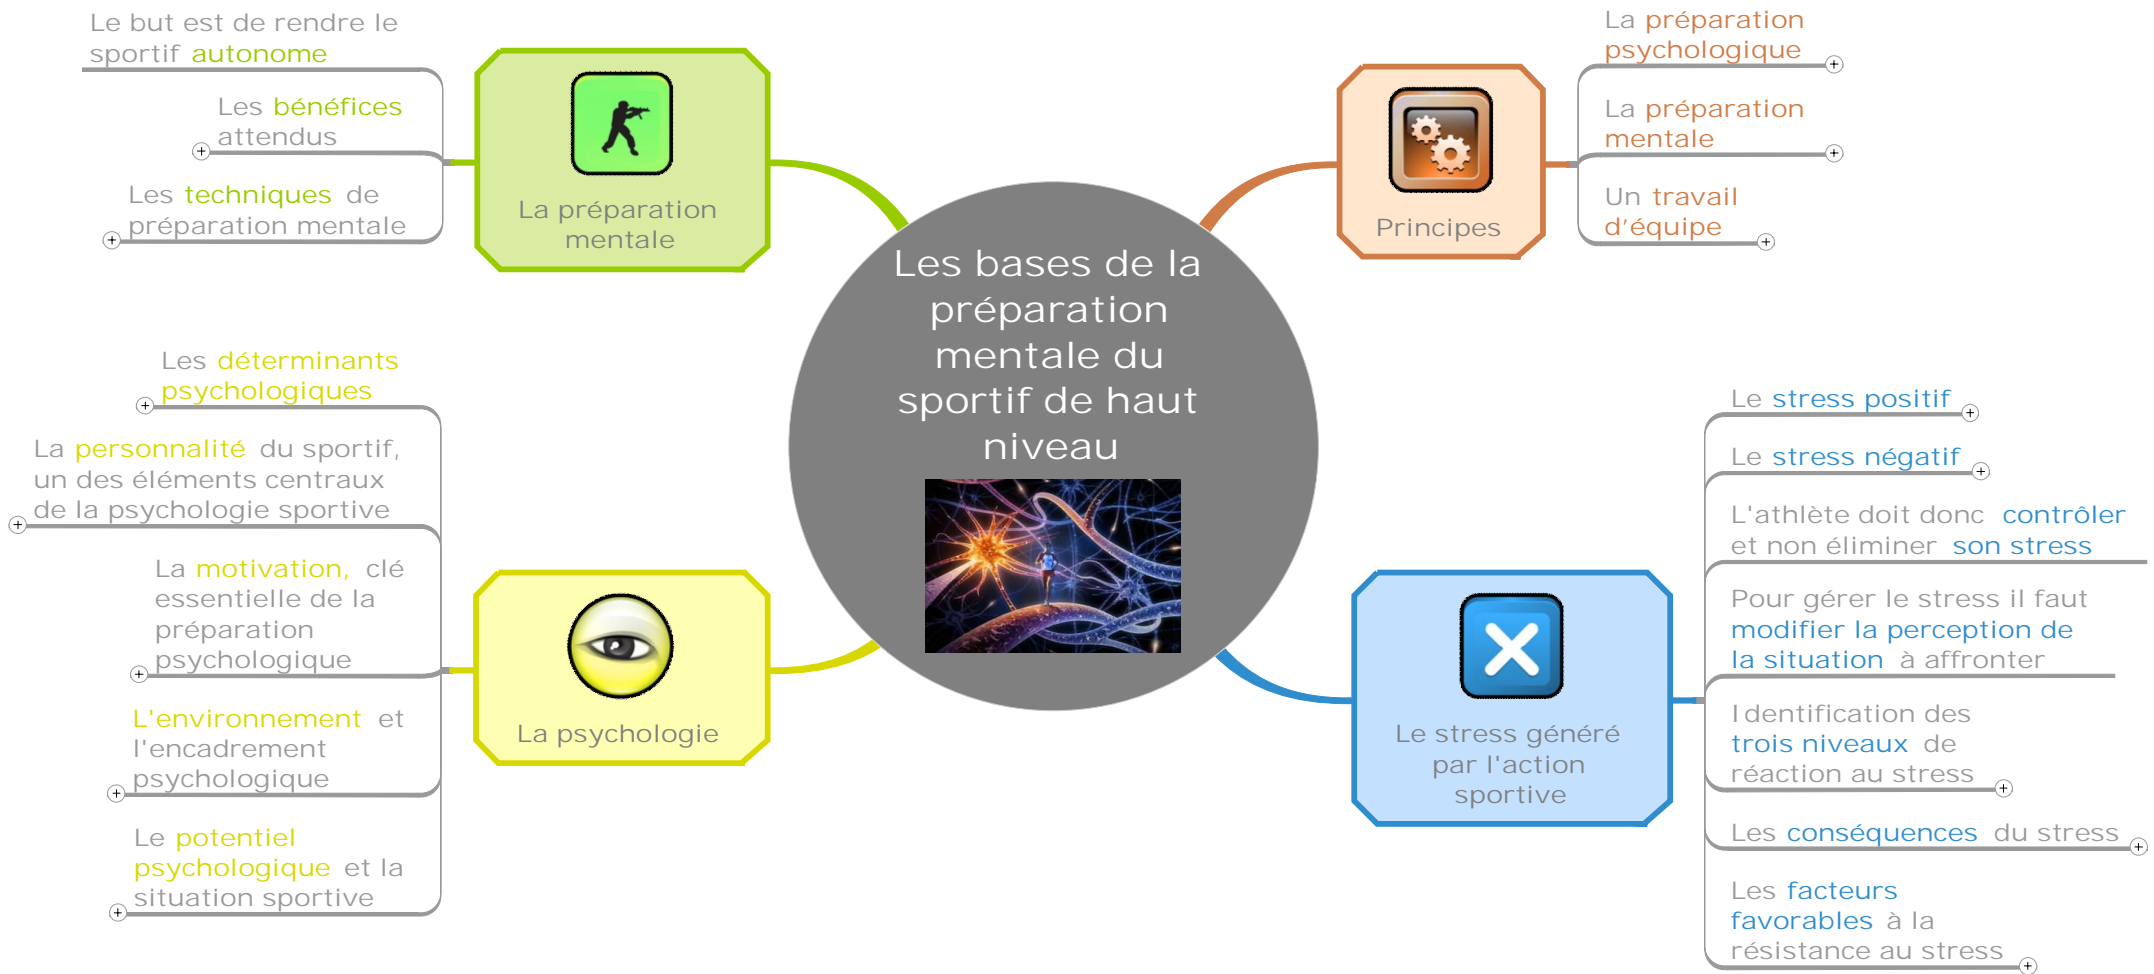 Les bases de la
préparation
mentale du
sportif de haut
niveau
Principes
La préparation
psychologique
La préparation
mentale
Un travail
d'équipe
Le stress généré
par l'action
sportive
Le stress positif
Le stress négatif
L'athlète doit donc contrôler
et non éliminer son stress
Pour gérer le stress il faut
modifier la perception de
la situation à affronter
Identification des
trois niveaux de
réaction au stress
Les conséquences du stress
Les facteurs
favorables à la
résistance au stress
La psychologie
Les déterminants
psychologiques
La personnalité du sportif,
un des éléments centraux
de la psychologie sportive
La motivation, clé
essentielle de la
préparation
psychologique
L'environnement et
l'encadrement
psychologique
Le potentiel
psychologique et la
situation sportive
La préparation
mentale
Le but est de rendre le
sportif autonome
Les bénéfices
attendus
Les techniques de
préparation mentale